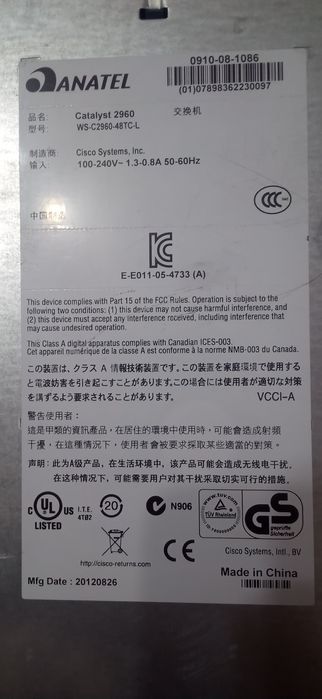 ANATEL
0910-08-1086
(01)07898362230097
品名: Catalyst 2960 交换机
型号: WS-C2960-48TC-L
制造商: Cisco Systems, Inc.
输入: 100-240V~ 1.3-0.8A 50-60Hz
中国制造
CCC
E-E011-05-4733 (A)
This device complies with Part 15 of the FCC Rules. Operation is subject to the
following two conditions: (1) this device may not cause harmful interference, and
(2) this device must accept any interference received, including interference that
may cause undesired operation.
This Class A digital apparatus complies with Canadian ICES-003.
Cet appareil numérique de la classe A est conforme à la norme NMB-003 du Canada.
この装置は、クラス A 情報技術装置です。この装置を家庭環境で使用する
と電波妨害を引き起こすことがあります。この場合には使用者が適切な対策
を講ずるよう要求されることがあります。 VCCI-A
警告使用者:
這是甲類的資訊產品,在居住的環境中使用時,可能會造成射頻
干擾,在這種情況下,使用者會被要求採取某些適當的對策。
声明: 此为A级产品,在生活环境中,该产品可能会造成无线电干扰。
在这种情况下,可能需要用户对其干扰采取切实可行的措施。
C UL US LISTED
I.T.E.
4TB2
20
N906
www.tuv.com
TÜV Rheinland
GS
geprüfte
Sicherheit
http://cisco-returns.com
CE
Cisco Systems, Intl., BV
Mfg Date : 20120826
Made in China